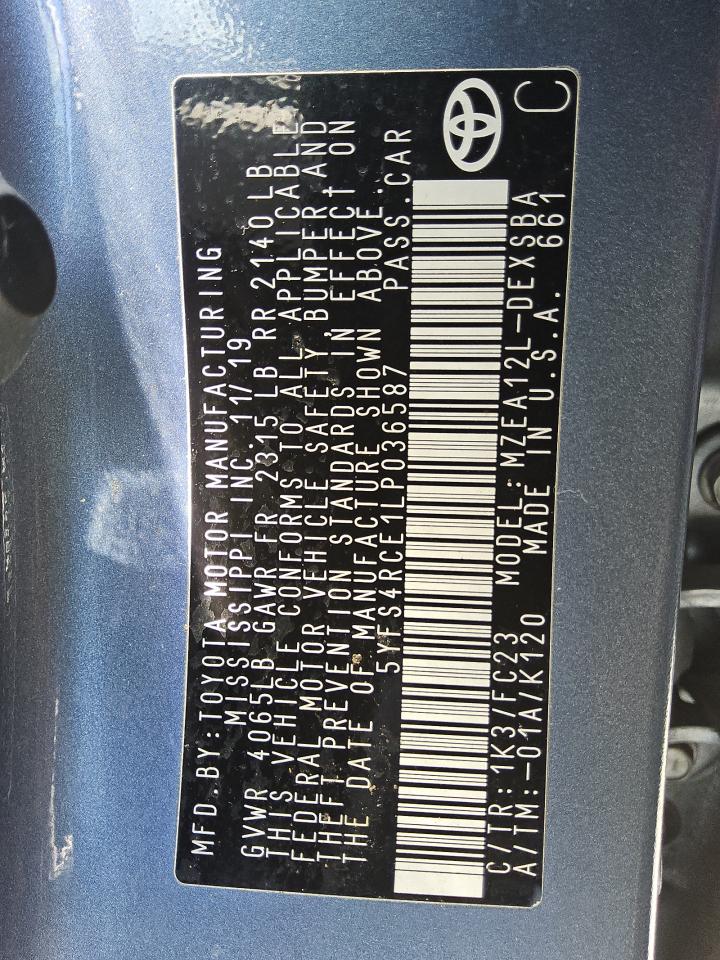 MFD. BY: TOYOTA MOTOR MANUFACTURING
MISSISSIPPI INC. 11/19
GVWR 4065LB GAWR FR 2315 LB RR 2140 LB
THIS VEHICLE CONFORMS TO ALL APPLICABLE
FEDERAL MOTOR VEHICLE SAFETY, BUMPER, AND
THEFT PREVENTION STANDARDS IN EFFECT ON
THE DATE OF MANUFACTURE SHOWN ABOVE.
5YFS4RCE1LP036587 PASS. CAR
C/TR: 1K3/FC23 MODEL: MZEA12L-DEXSBA
A/TM: -01A/K120 MADE IN U.S.A. 661
C